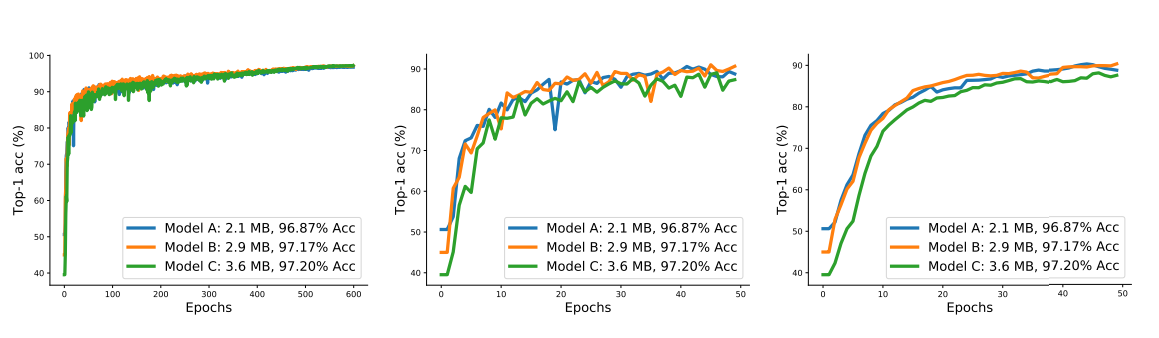 100
90
80
70
60
50
40
Top-1 acc (%)
0 100 200 300 400 500 600
Epochs
Model A: 2.1 MB, 96.87% Acc
Model B: 2.9 MB, 97.17% Acc
Model C: 3.6 MB, 97.20% Acc
90
80
70
60
50
40
Top-1 acc (%)
0 10 20 30 40 50
Epochs
Model A: 2.1 MB, 96.87% Acc
Model B: 2.9 MB, 97.17% Acc
Model C: 3.6 MB, 97.20% Acc
90
80
70
60
50
40
Top-1 acc (%)
0 10 20 30 40 50
Epochs
Model A: 2.1 MB, 96.87% Acc
Model B: 2.9 MB, 97.17% Acc
Model C: 3.6 MB, 97.20% Acc